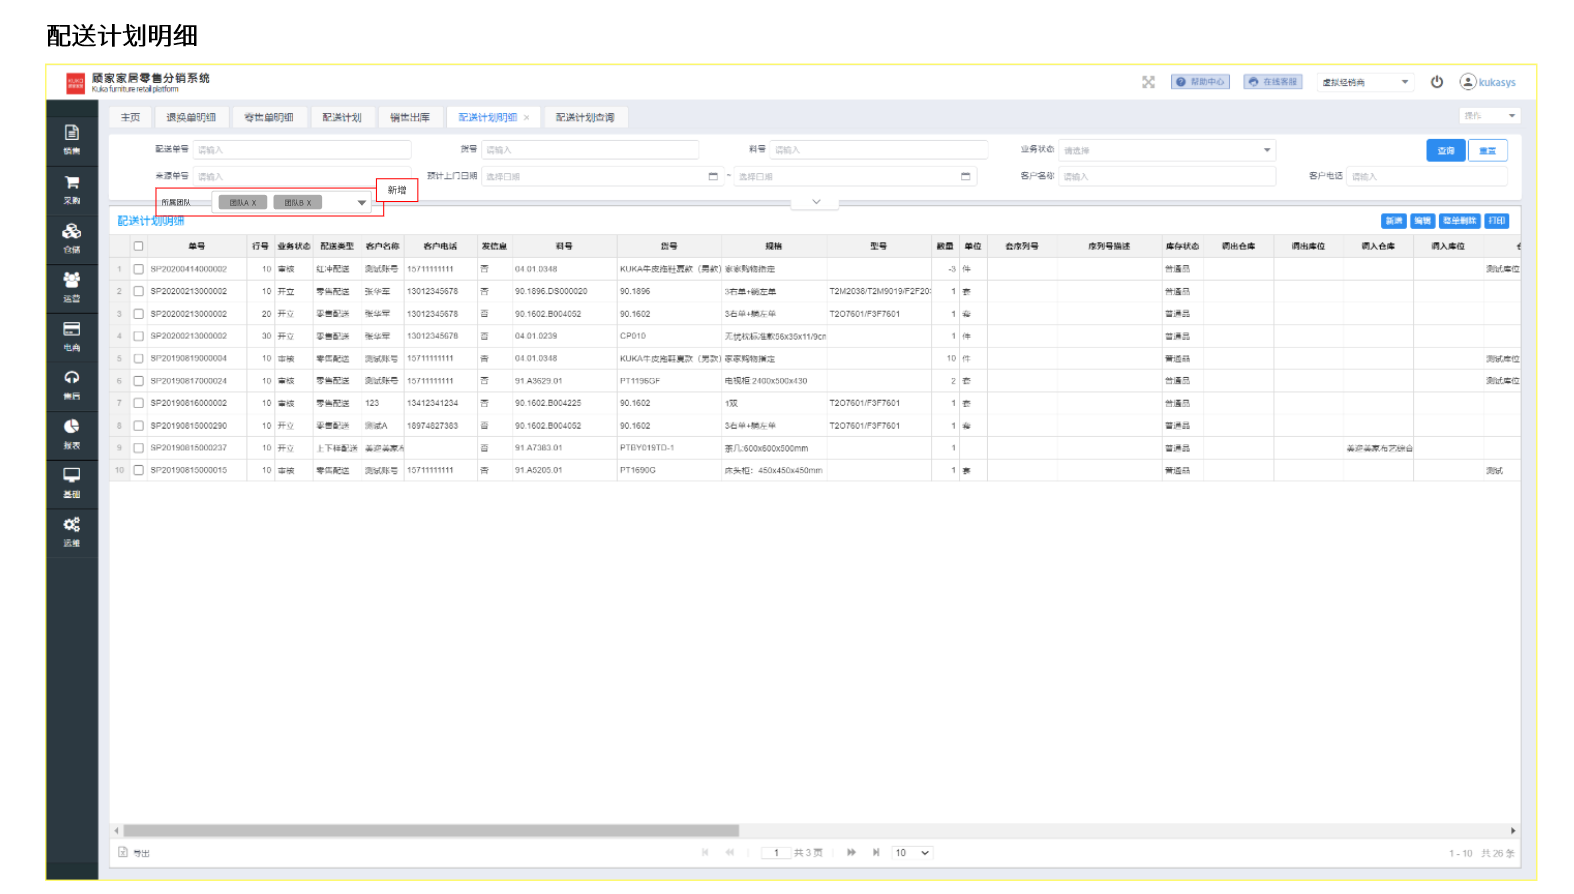 配送计划明细
KUKA
顾家家居零售分销系统
Kuka furniture retail platform
帮助中心 在线客服 虚拟经销商 kukasys
主页 退换单明细 寄售单明细 配送计划 销售出库 配送计划明细 × 配送计划查询 操作
配送单号 请输入 货号 请输入 料号 请输入 业务状态 请选择 查询 重置
来源单号 请输入 预计上门日期 选择日期 - 选择日期 客户名称 请输入 客户电话 请输入
新增
所属团队 团队A X 团队B X
配送计划明细 新增 编辑 整单删除 打印
单号 行号 业务状态 配送类型 客户名称 客户电话 发信息 料号 货号 规格 型号 数量 单位 套序列号 序列号描述 库存状态 调出仓库 调出库位 调入仓库 调入库位
1 SP20200414000002 10 审核 红冲配送 测试账号 15711111111 否 04.01.0348 KUKA牛皮拖鞋夏款（男款） 家家购物指定 -3 件 普通品 测试库位
2 SP20200213000002 10 开立 零售配送 张华军 13012345678 否 90.1896.DS000020 90.1896 3右单+躺左单 T2M2038/T2M9019/F2F20 1 套 普通品
3 SP20200213000002 20 开立 零售配送 张华军 13012345678 否 90.1602.B004052 90.1602 3右单+躺左单 T2O7601/F3F7601 1 套 普通品
4 SP20200213000002 30 开立 零售配送 张华军 13012345678 否 04.01.0239 CP010 无忧枕标准款56x35x11/9cm 1 件 普通品
5 SP20190819000004 10 审核 零售配送 测试账号 15711111111 否 04.01.0348 KUKA牛皮拖鞋夏款（男款） 家家购物指定 10 件 普通品 测试库位
6 SP20190817000024 10 审核 零售配送 测试账号 15711111111 否 91.A3629.01 PT1196GF 电视柜 2400x500x430 2 套 普通品 测试库位
7 SP20190816000002 10 审核 零售配送 123 13412341234 否 90.1602.B004225 90.1602 1双 T2O7601/F3F7601 1 套 普通品
8 SP20190815000290 10 开立 零售配送 测试A 18974827383 否 90.1602.B004052 90.1602 3右单+躺左单 T2O7601/F3F7601 1 套 普通品
9 SP20190815000237 10 开立 上下样配送 否 91.A7383.01 PTBY019TD-1 茶几:600x600x500mm 1 普通品
10 SP20190815000015 10 审核 零售配送 测试账号 15711111111 否 91.A5205.01 PT1690G 床头柜：450x450x450mm 1 套 普通品 测试
销售
采购
仓储
运营
电商
售后
报表
基础
运维
导出 1 共 3 页 10 1 - 10 共 26 条